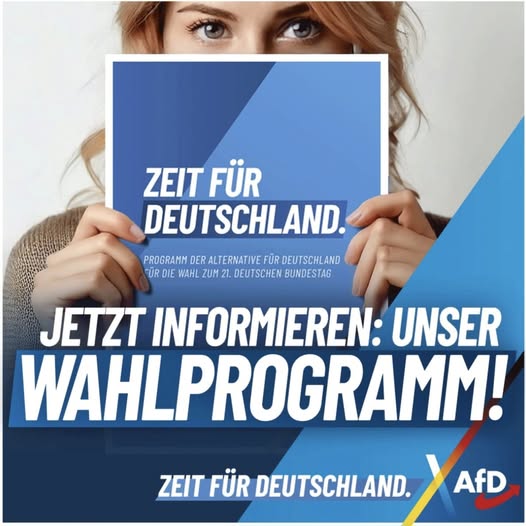 ZEIT FÜR
DEUTSCHLAND.
PROGRAMM DER ALTERNATIVE FÜR DEUTSCHLAND
FÜR DIE WAHL ZUM 21. DEUTSCHEN BUNDESTAG
JETZT INFORMIEREN: UNSER
WAHLPROGRAMM!
ZEIT FÜR DEUTSCHLAND.
AfD